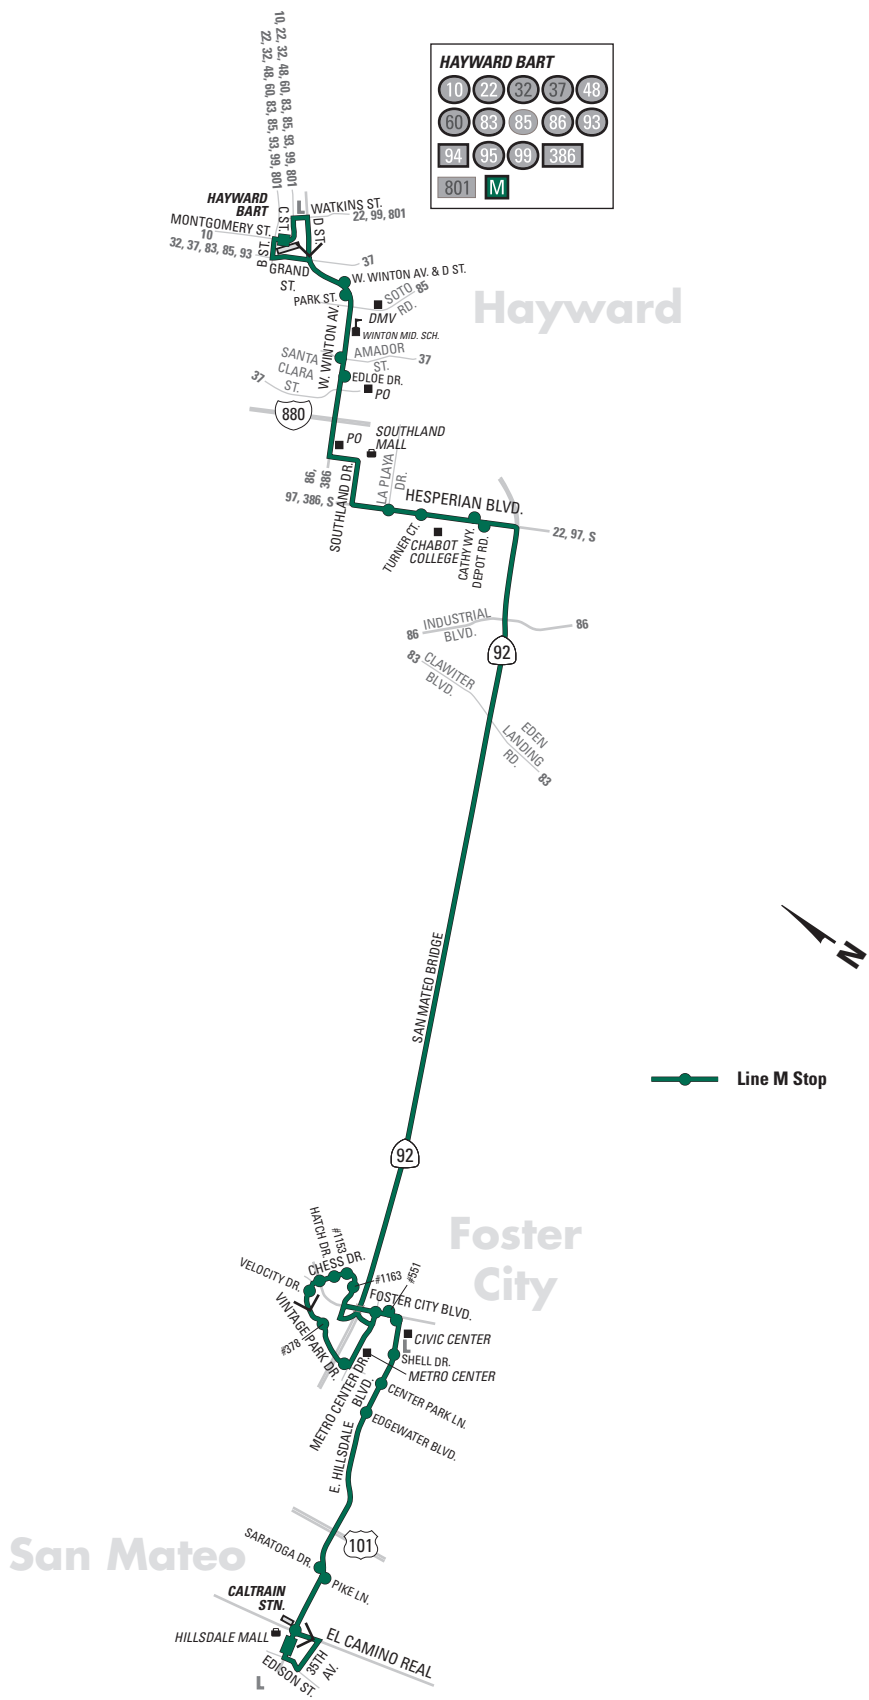 10, 22, 32, 48, 60, 83, 85, 93, 99, 801
22, 32, 48, 60, 83, 85, 93, 99, 801
HAYWARD BART
10 22 32 37 48
60 83 85 86 93
94 95 99 386
801 M
HAYWARD
BART
L
WATKINS ST.
22, 99, 801
C ST.
D ST.
MONTGOMERY ST.
10
32, 37, 83, 85, 93
B ST.
GRAND
ST.
37
W. WINTON AV. & D ST.
PARK ST.
SOTO
RD.
85
Hayward
DMV
WINTON MID. SCH.
W. WINTON AV.
SANTA
CLARA
ST.
AMADOR
ST.
37
EDLOE DR.
37
PO
880
PO
SOUTHLAND
MALL
86,
386
LA PLAYA
DR.
SOUTHLAND DR.
97, 386, S
HESPERIAN BLVD.
TURNER CT.
CHABOT
COLLEGE
CATHY WY.
DEPOT RD.
22, 97, S
INDUSTRIAL
BLVD.
86
86
92
83
CLAWITER
BLVD.
EDEN
LANDING
RD.
83
SAN MATEO BRIDGE
N
Line M Stop
92
Foster
City
HATCH DR.
#1153
CHESS DR.
VELOCITY DR.
#1163
#551
FOSTER CITY BLVD.
VINTAGE PARK DR.
#378
CIVIC CENTER
L
SHELL DR.
METRO CENTER
METRO CENTER DR.
CENTER PARK LN.
EDGEWATER BLVD.
E. HILLSDALE
BLVD.
101
San Mateo
SARATOGA DR.
PIKE LN.
CALTRAIN
STN.
HILLSDALE MALL
EL CAMINO REAL
35TH
AV.
EDISON ST.
L